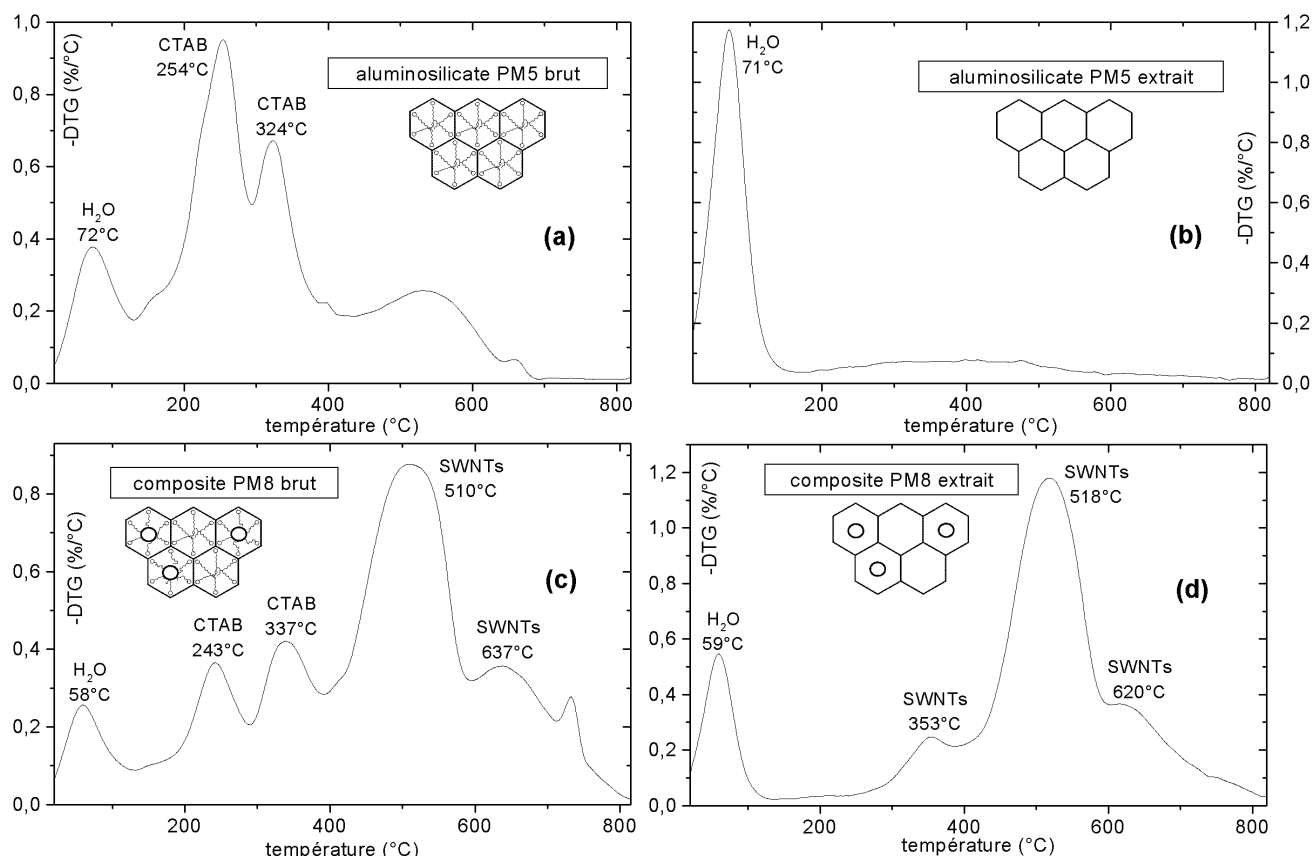 1,0
0,8
0,6
0,4
0,2
0,0
-DTG (%/°C)
CTAB
254°C
CTAB
324°C
H₂O
72°C
aluminosilicate PM5 brut
(a)
200 400 600 800
température (°C)
H₂O
71°C
aluminosilicate PM5 extrait
(b)
-DTG (%/°C)
1,2
1,0
0,8
0,6
0,4
0,2
0,0
200 400 600 800
température (°C)
0,8
0,6
0,4
0,2
0,0
-DTG (%/°C)
composite PM8 brut
H₂O
58°C
CTAB
243°C
CTAB
337°C
SWNTs
510°C
SWNTs
637°C
(c)
200 400 600 800
température (°C)
1,2
1,0
0,8
0,6
0,4
0,2
0,0
-DTG (%/°C)
composite PM8 extrait
H₂O
59°C
SWNTs
353°C
SWNTs
518°C
SWNTs
620°C
(d)
200 400 600 800
température (°C)